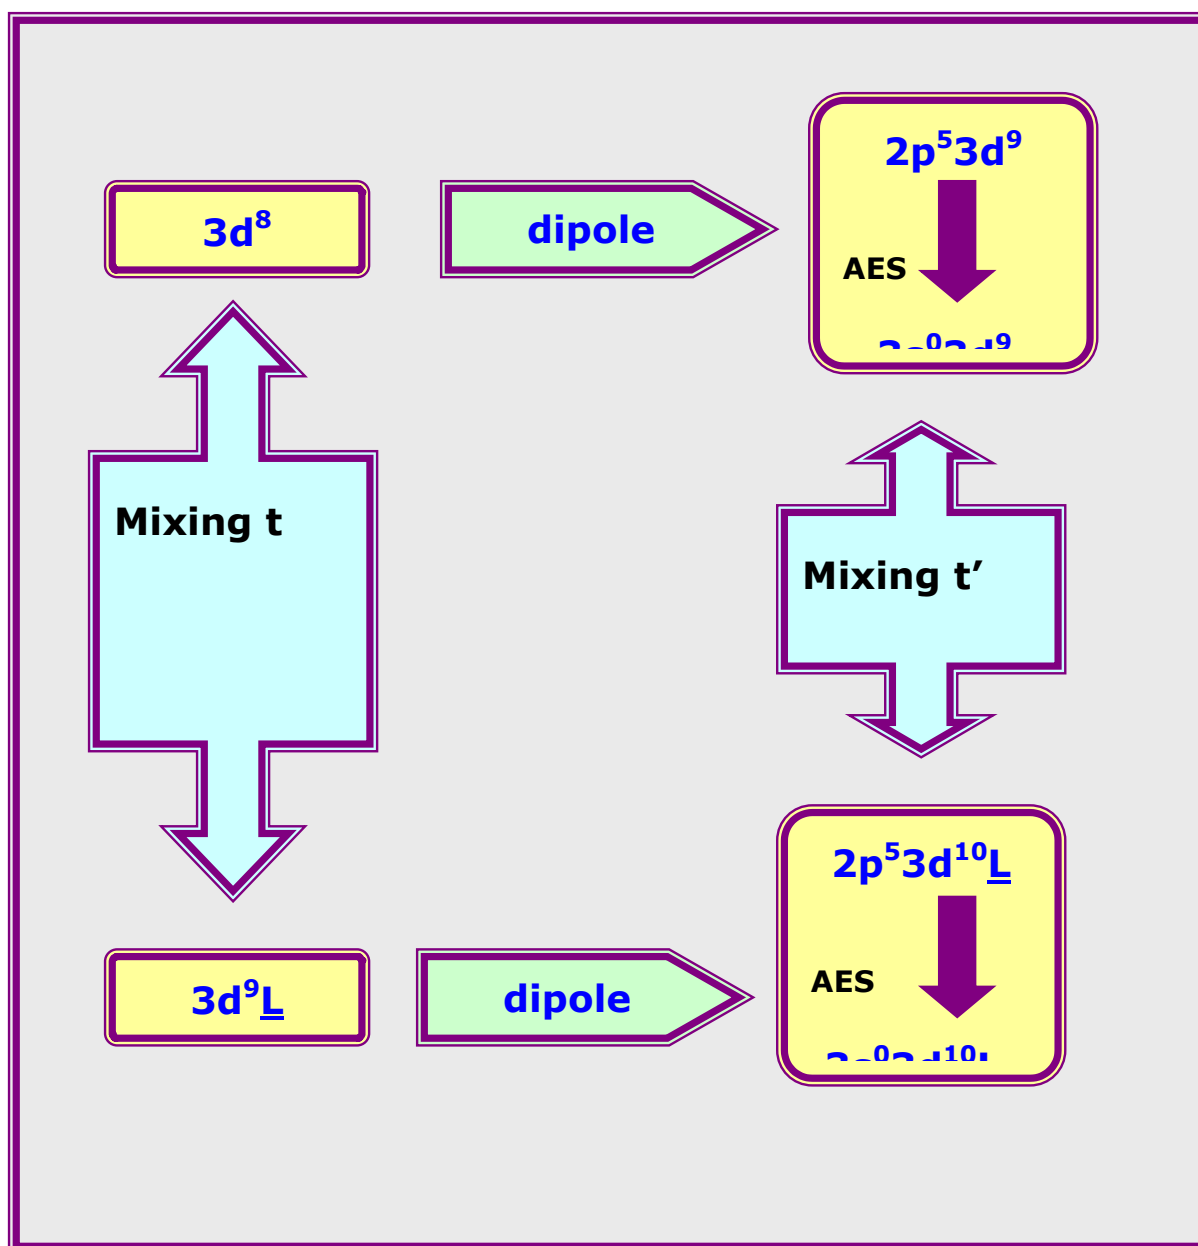 2p⁵3d⁹
3d⁸
dipole
AES
Mixing t
Mixing t’
2p⁵3d¹⁰L̲
AES
3d⁹L̲
dipole